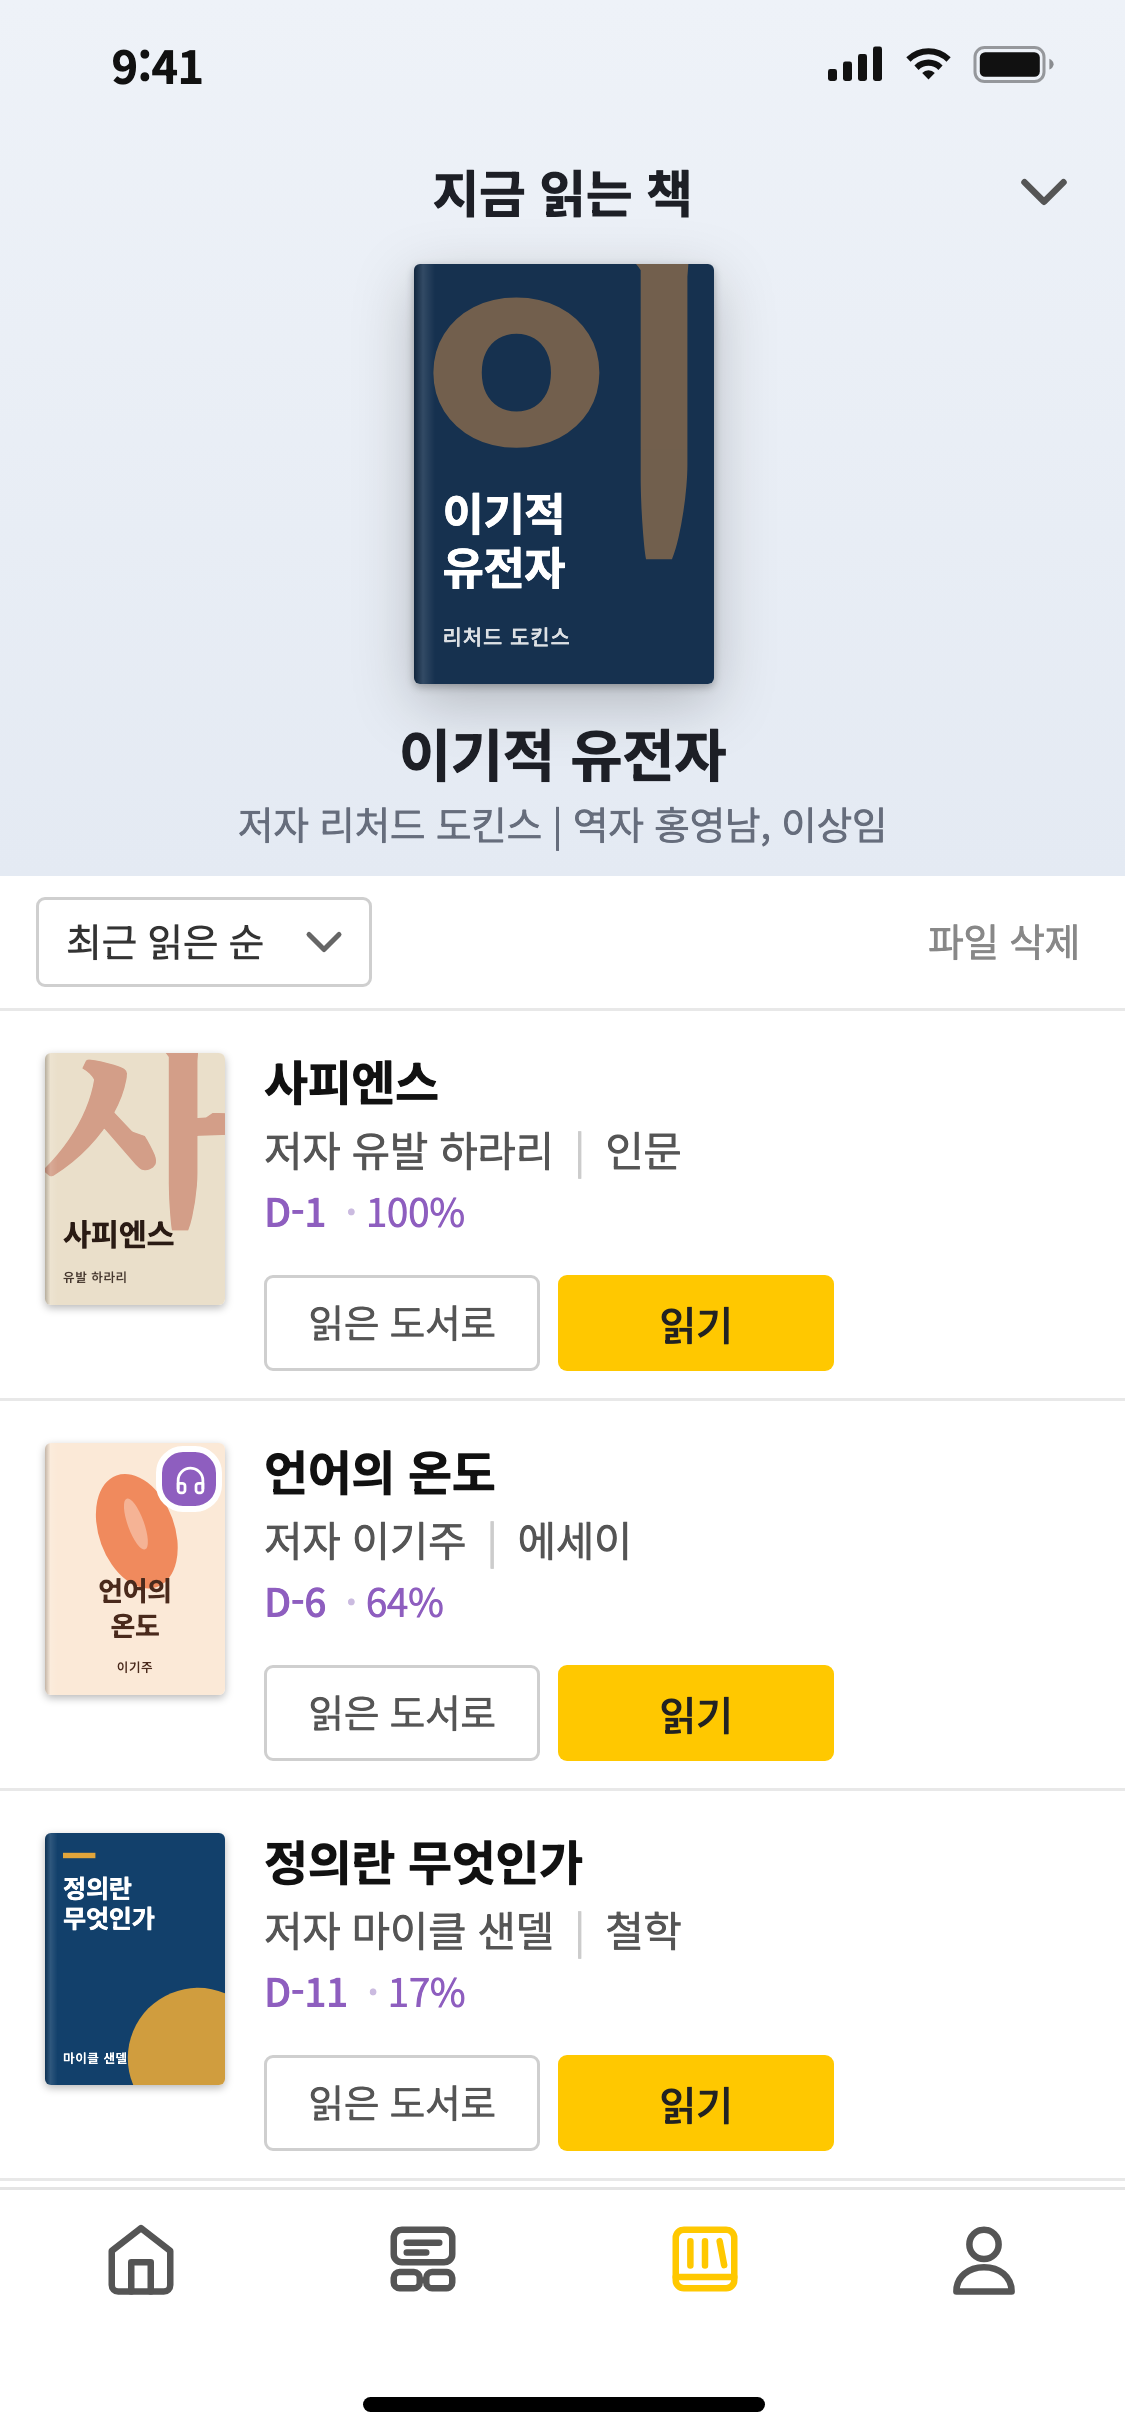 9:41
지금 읽는 책
이
이기적
유전자
리처드 도킨스
이기적 유전자
저자 리처드 도킨스 | 역자 홍영남, 이상임
최근 읽은 순
파일 삭제
사
사피엔스
유발 하라리
사피엔스
저자 유발 하라리 | 인문
D-1 · 100%
읽은 도서로
읽기
언어의
온도
이기주
언어의 온도
저자 이기주 | 에세이
D-6 · 64%
읽은 도서로
읽기
정의란
무엇인가
마이클 샌델
정의란 무엇인가
저자 마이클 샌델 | 철학
D-11 · 17%
읽은 도서로
읽기